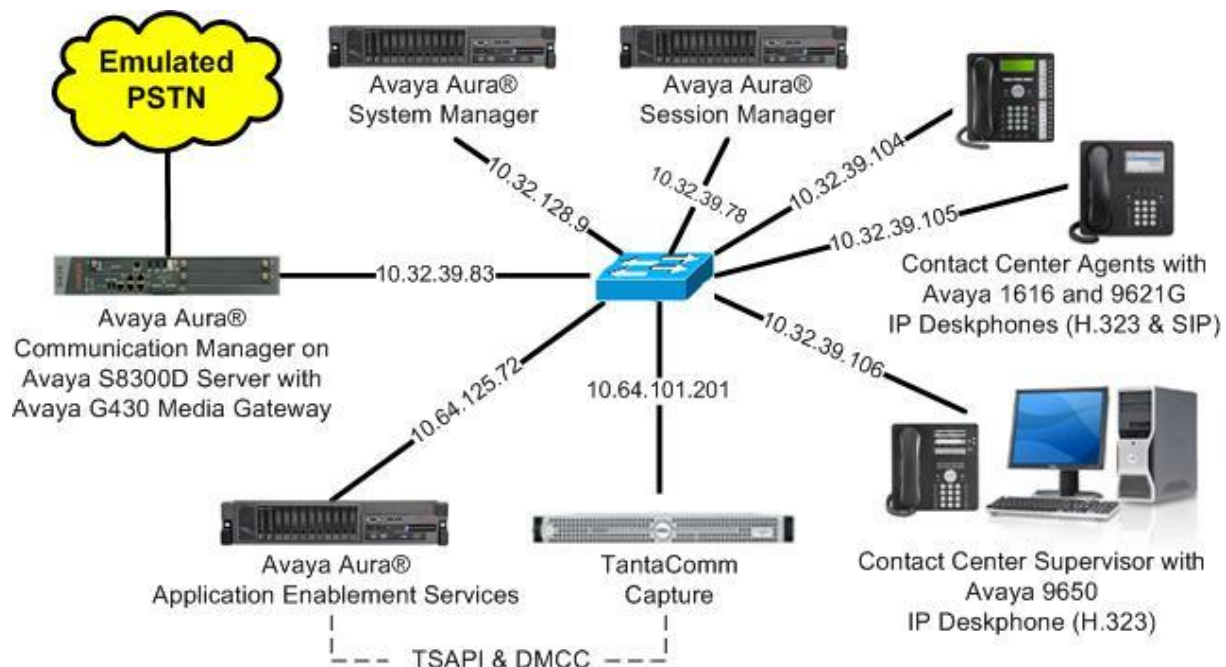 Emulated
PSTN
Avaya Aura®
System Manager
Avaya Aura®
Session Manager
10.32.128.9
10.32.39.78
10.32.39.104
10.32.39.105
Contact Center Agents with
Avaya 1616 and 9621G
IP Deskphones (H.323 & SIP)
10.32.39.83
Avaya Aura®
Communication Manager on
Avaya S8300D Server with
Avaya G430 Media Gateway
10.32.39.106
10.64.125.72
10.64.101.201
Avaya Aura®
Application Enablement Services
TantaComm
Capture
Contact Center Supervisor with
Avaya 9650
IP Deskphone (H.323)
TSAPI & DMCC